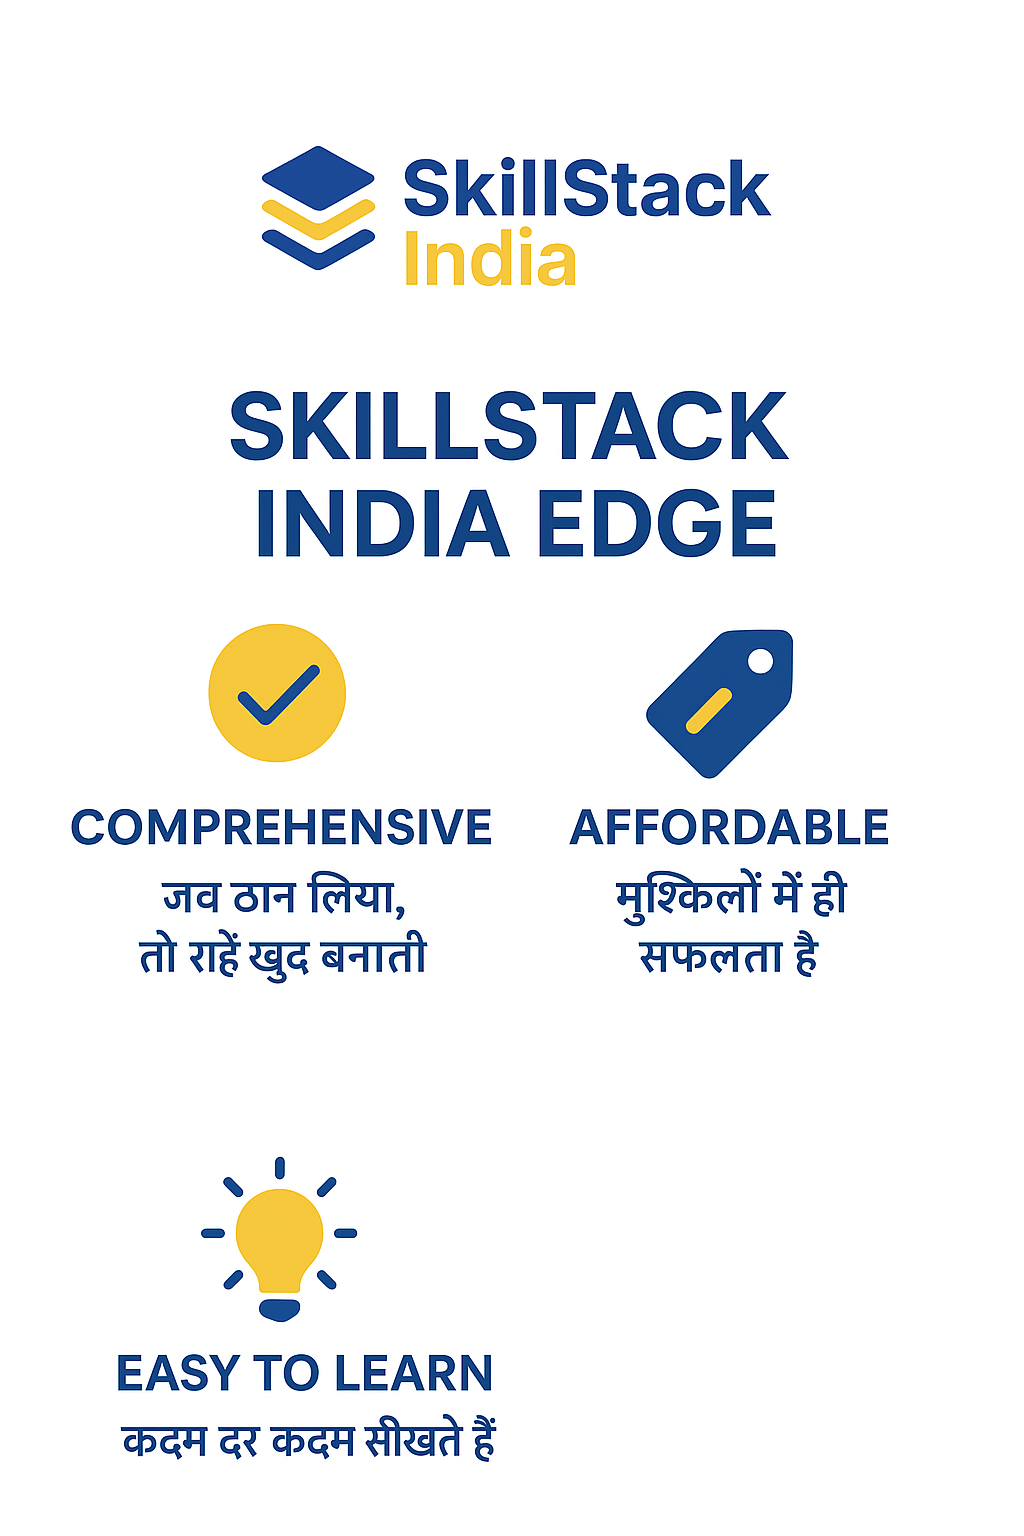 SkillStack
India
SKILLSTACK
INDIA EDGE
COMPREHENSIVE
जव ठान लिया,
तो राहें खुद बनाती
AFFORDABLE
मुश्किलों में ही
सफलता है
EASY TO LEARN
कदम दर कदम सीखते हैं